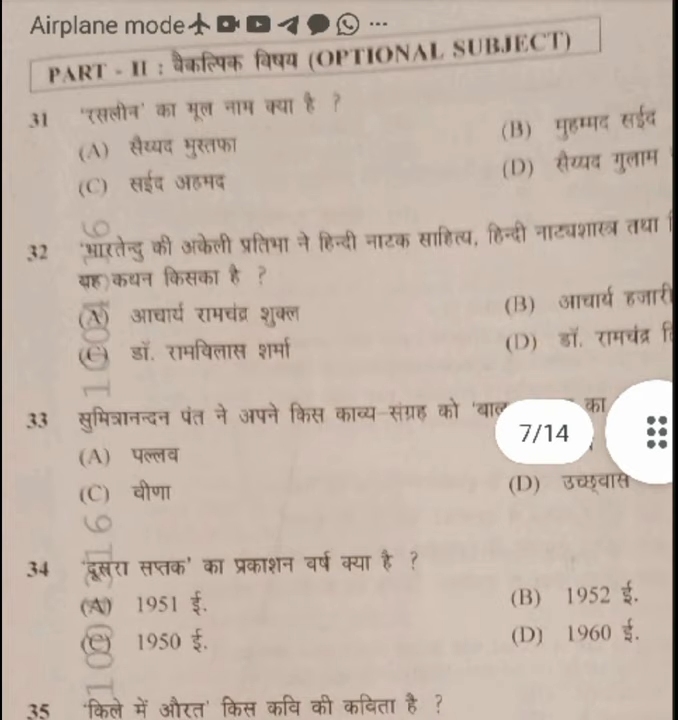 Airplane mode
PART - II : वैकल्पिक विषय (OPTIONAL SUBJECT)
31 'रसलीन' का मूल नाम क्या है ?
(A) सैय्यद मुस्तफा
(B) मुहम्मद सईद
(C) सईद अहमद
(D) सैय्यद गुलाम
32 'भारतेन्दु की अकेली प्रतिभा ने हिन्दी नाटक साहित्य, हिन्दी नाट्यशास्त्र तथा
यह कथन किसका है ?
(A) आचार्य रामचंद्र शुक्ल
(B) आचार्य हजारी
(C) डॉ. रामविलास शर्मा
(D) डॉ. रामचंद्र
33 सुमित्रानन्दन पंत ने अपने किस काव्य-संग्रह को 'बाल का
7/14
(A) पल्लव
(C) वीणा
(D) उच्छ्वास
34 'दूसरा सप्तक' का प्रकाशन वर्ष क्या है ?
(A) 1951 ई.
(B) 1952 ई.
(C) 1950 ई.
(D) 1960 ई.
35 'किले में औरत' किस कवि की कविता है ?